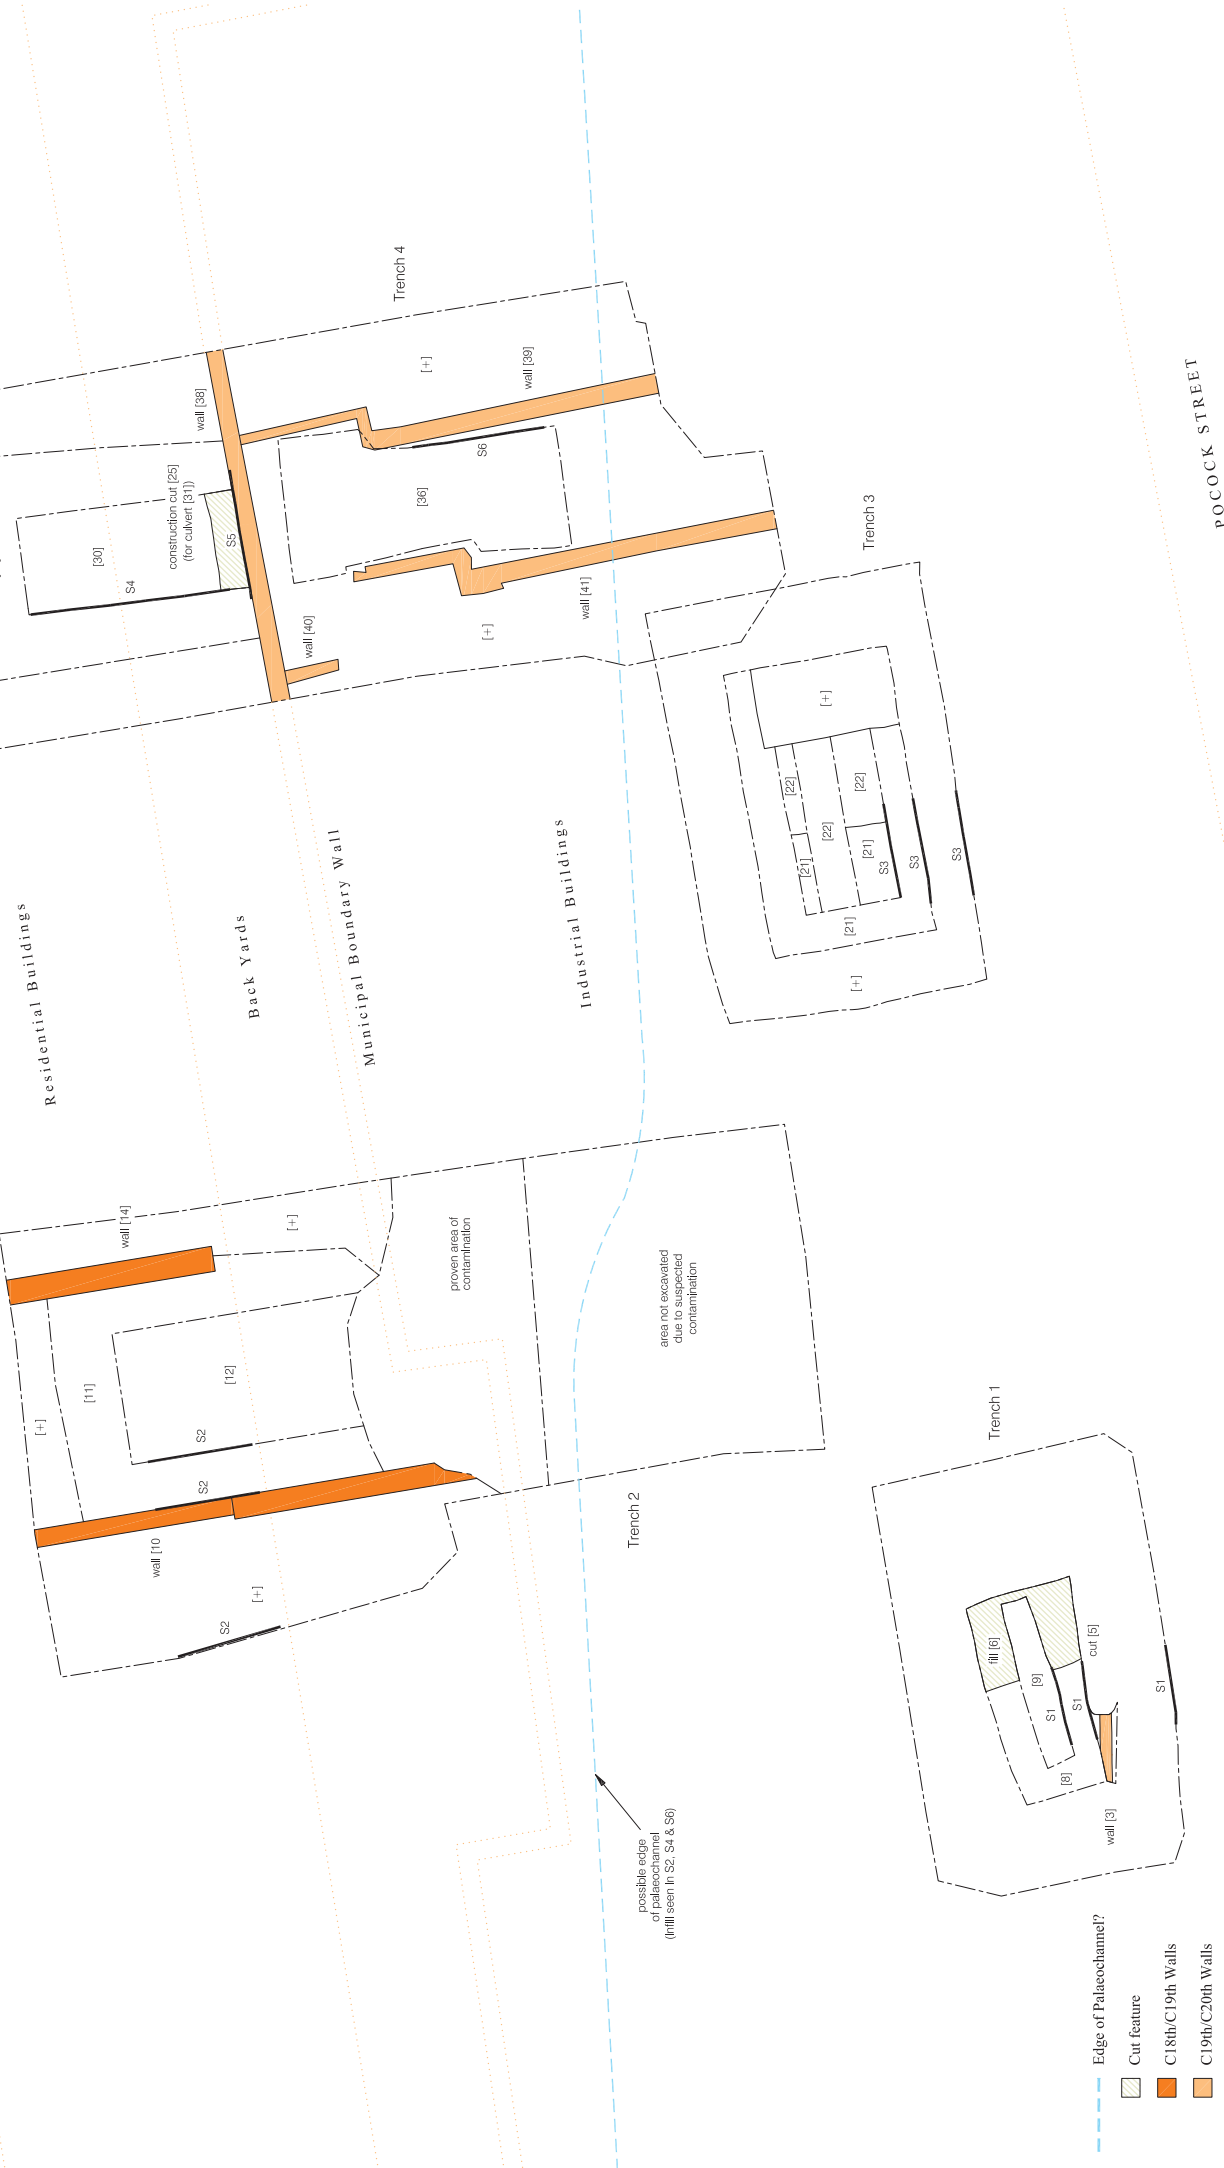 Residential Buildings
Back Yards
Municipal Boundary Wall
Industrial Buildings
POCOCK STREET
Trench 4
wall [38]
construction cut [25]
(for culvert [31])
[30]
S4
S5
wall [40]
[+]
wall [39]
S6
[36]
wall [41]
[+]
Trench 3
[+]
[22]
[22]
[22]
[21]
[21]
[21]
S3
S3
S3
[+]
wall [14]
[+]
proven area of
contamination
area not excavated
due to suspected
contamination
[+]
[11]
[12]
S2
S2
wall [10
[+]
S2
Trench 2
Trench 1
fill [6]
cut [5]
[9]
S1
S1
S1
[8]
wall [3]
possible edge
of palaeochannel
(infill seen in S2, S4 & S6)
Edge of Palaeochannel?
Cut feature
C18th/C19th Walls
C19th/C20th Walls